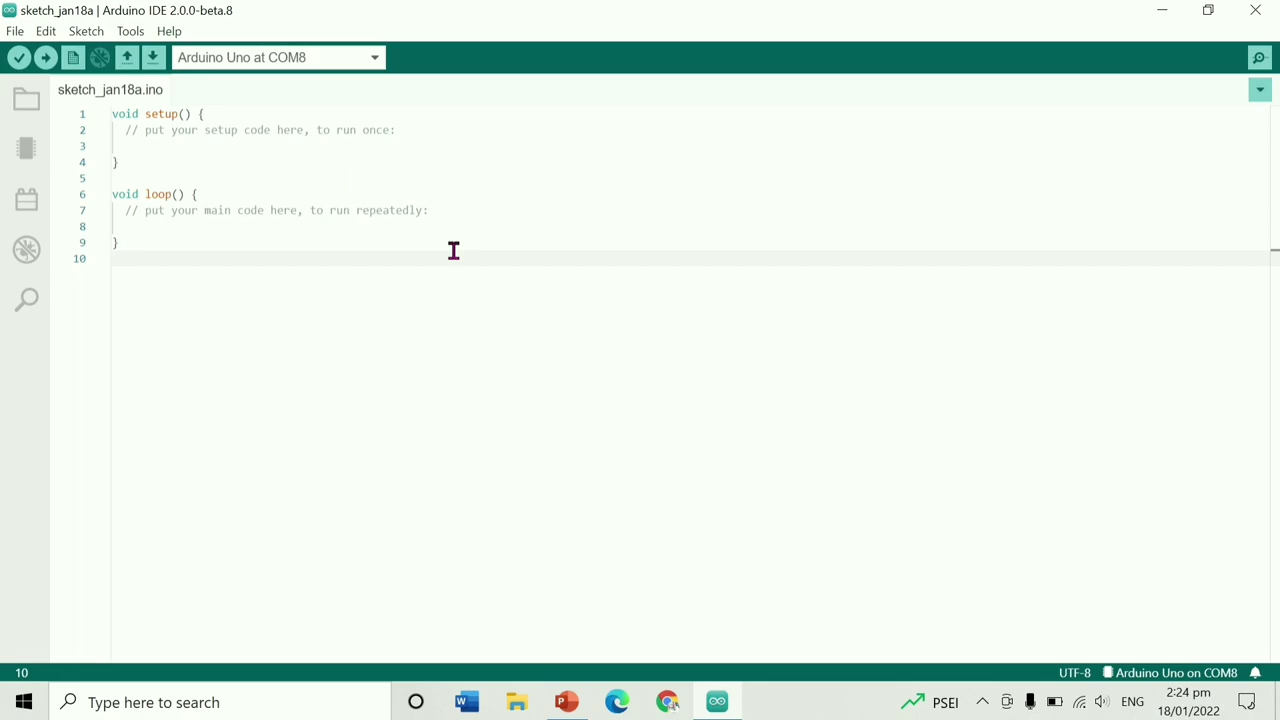 sketch_jan18a | Arduino IDE 2.0.0-beta.8
File Edit Sketch Tools Help
Arduino Uno at COM8
sketch_jan18a.ino
1 void setup() {
2 // put your setup code here, to run once:
3
4 }
5
6 void loop() {
7 // put your main code here, to run repeatedly:
8
9 }
10
10 UTF-8 Arduino Uno on COM8
Type here to search PSEI ENG 2:24 pm
18/01/2022